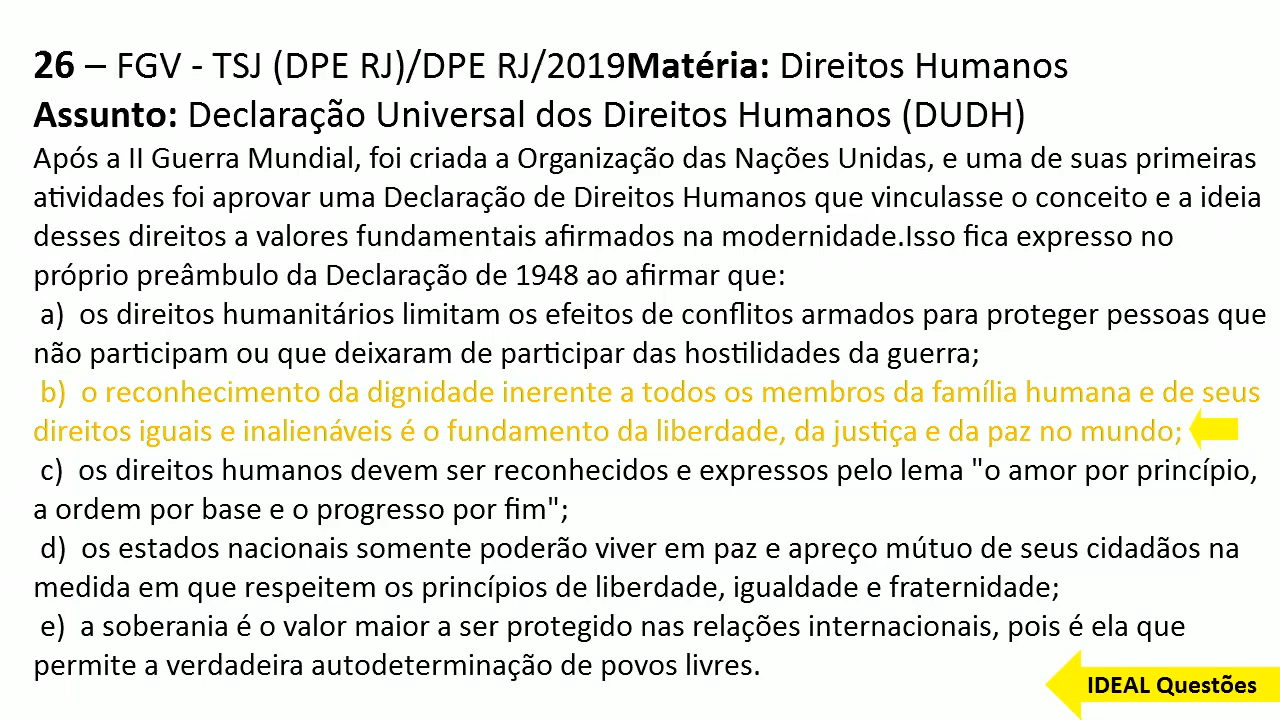 26 – FGV - TSJ (DPE RJ)/DPE RJ/2019Matéria: Direitos Humanos
Assunto: Declaração Universal dos Direitos Humanos (DUDH)
Após a II Guerra Mundial, foi criada a Organização das Nações Unidas, e uma de suas primeiras
atividades foi aprovar uma Declaração de Direitos Humanos que vinculasse o conceito e a ideia
desses direitos a valores fundamentais afirmados na modernidade.Isso fica expresso no
próprio preâmbulo da Declaração de 1948 ao afirmar que:
a) os direitos humanitários limitam os efeitos de conflitos armados para proteger pessoas que
não participam ou que deixaram de participar das hostilidades da guerra;
b) o reconhecimento da dignidade inerente a todos os membros da família humana e de seus
direitos iguais e inalienáveis é o fundamento da liberdade, da justiça e da paz no mundo;
c) os direitos humanos devem ser reconhecidos e expressos pelo lema "o amor por princípio,
a ordem por base e o progresso por fim";
d) os estados nacionais somente poderão viver em paz e apreço mútuo de seus cidadãos na
medida em que respeitem os princípios de liberdade, igualdade e fraternidade;
e) a soberania é o valor maior a ser protegido nas relações internacionais, pois é ela que
permite a verdadeira autodeterminação de povos livres.
IDEAL Questões